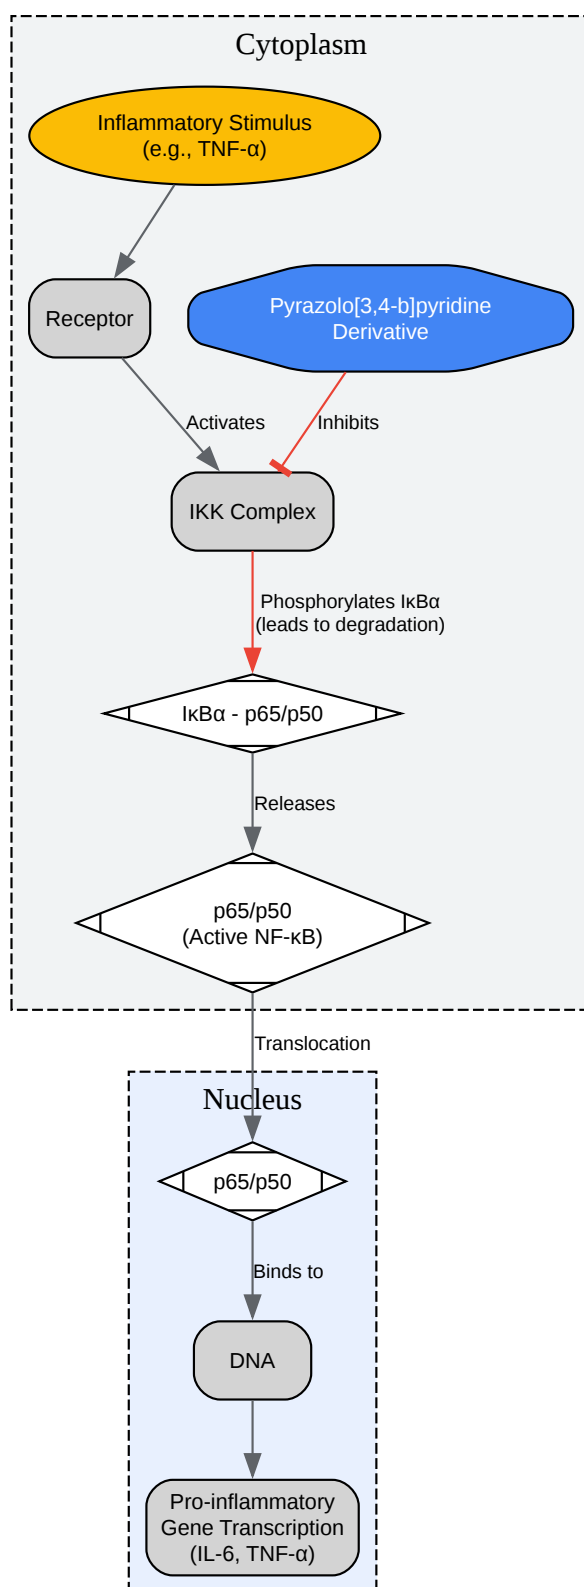 Cytoplasm
Inflammatory Stimulus
(e.g., TNF-α)
Receptor
Pyrazolo[3,4-b]pyridine
Derivative
Activates
Inhibits
IKK Complex
Phosphorylates IκBα
(leads to degradation)
IκBα - p65/p50
Releases
p65/p50
(Active NF-κB)
Translocation
Nucleus
p65/p50
Binds to
DNA
Pro-inflammatory
Gene Transcription
(IL-6, TNF-α)